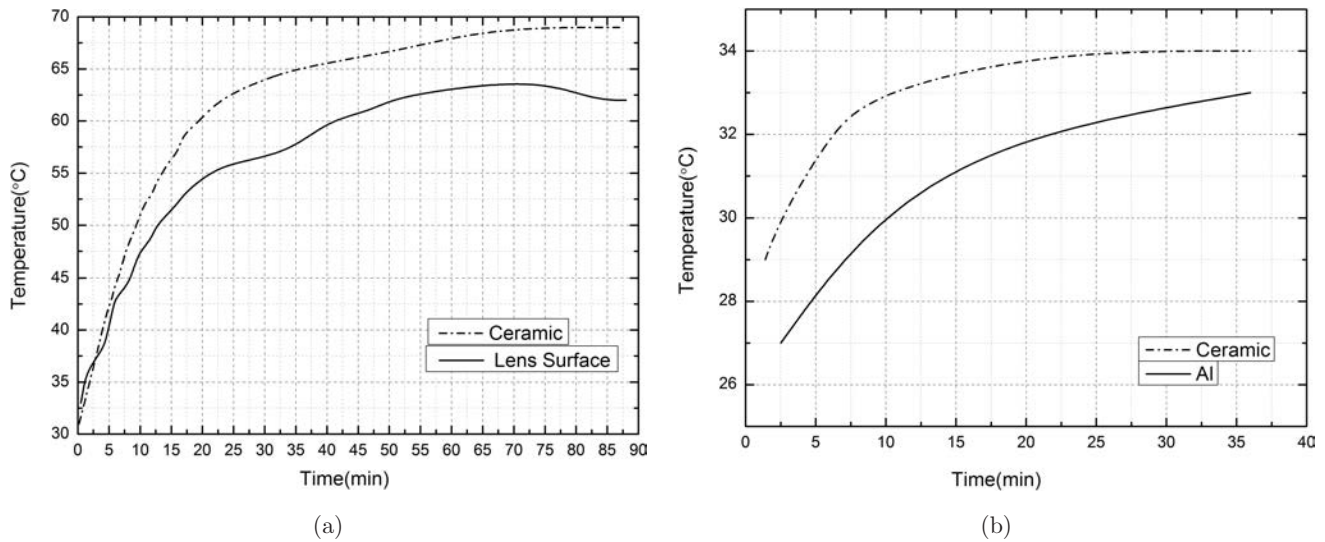 70
65
60
55
50
45
40
35
30
Temperature(°C)
0 5 10 15 20 25 30 35 40 45 50 55 60 65 70 75 80 85 90
Time(min)
Ceramic
Lens Surface
(a)
34
32
30
28
26
Temperature(°C)
0 5 10 15 20 25 30 35 40
Time(min)
Ceramic
Al
(b)